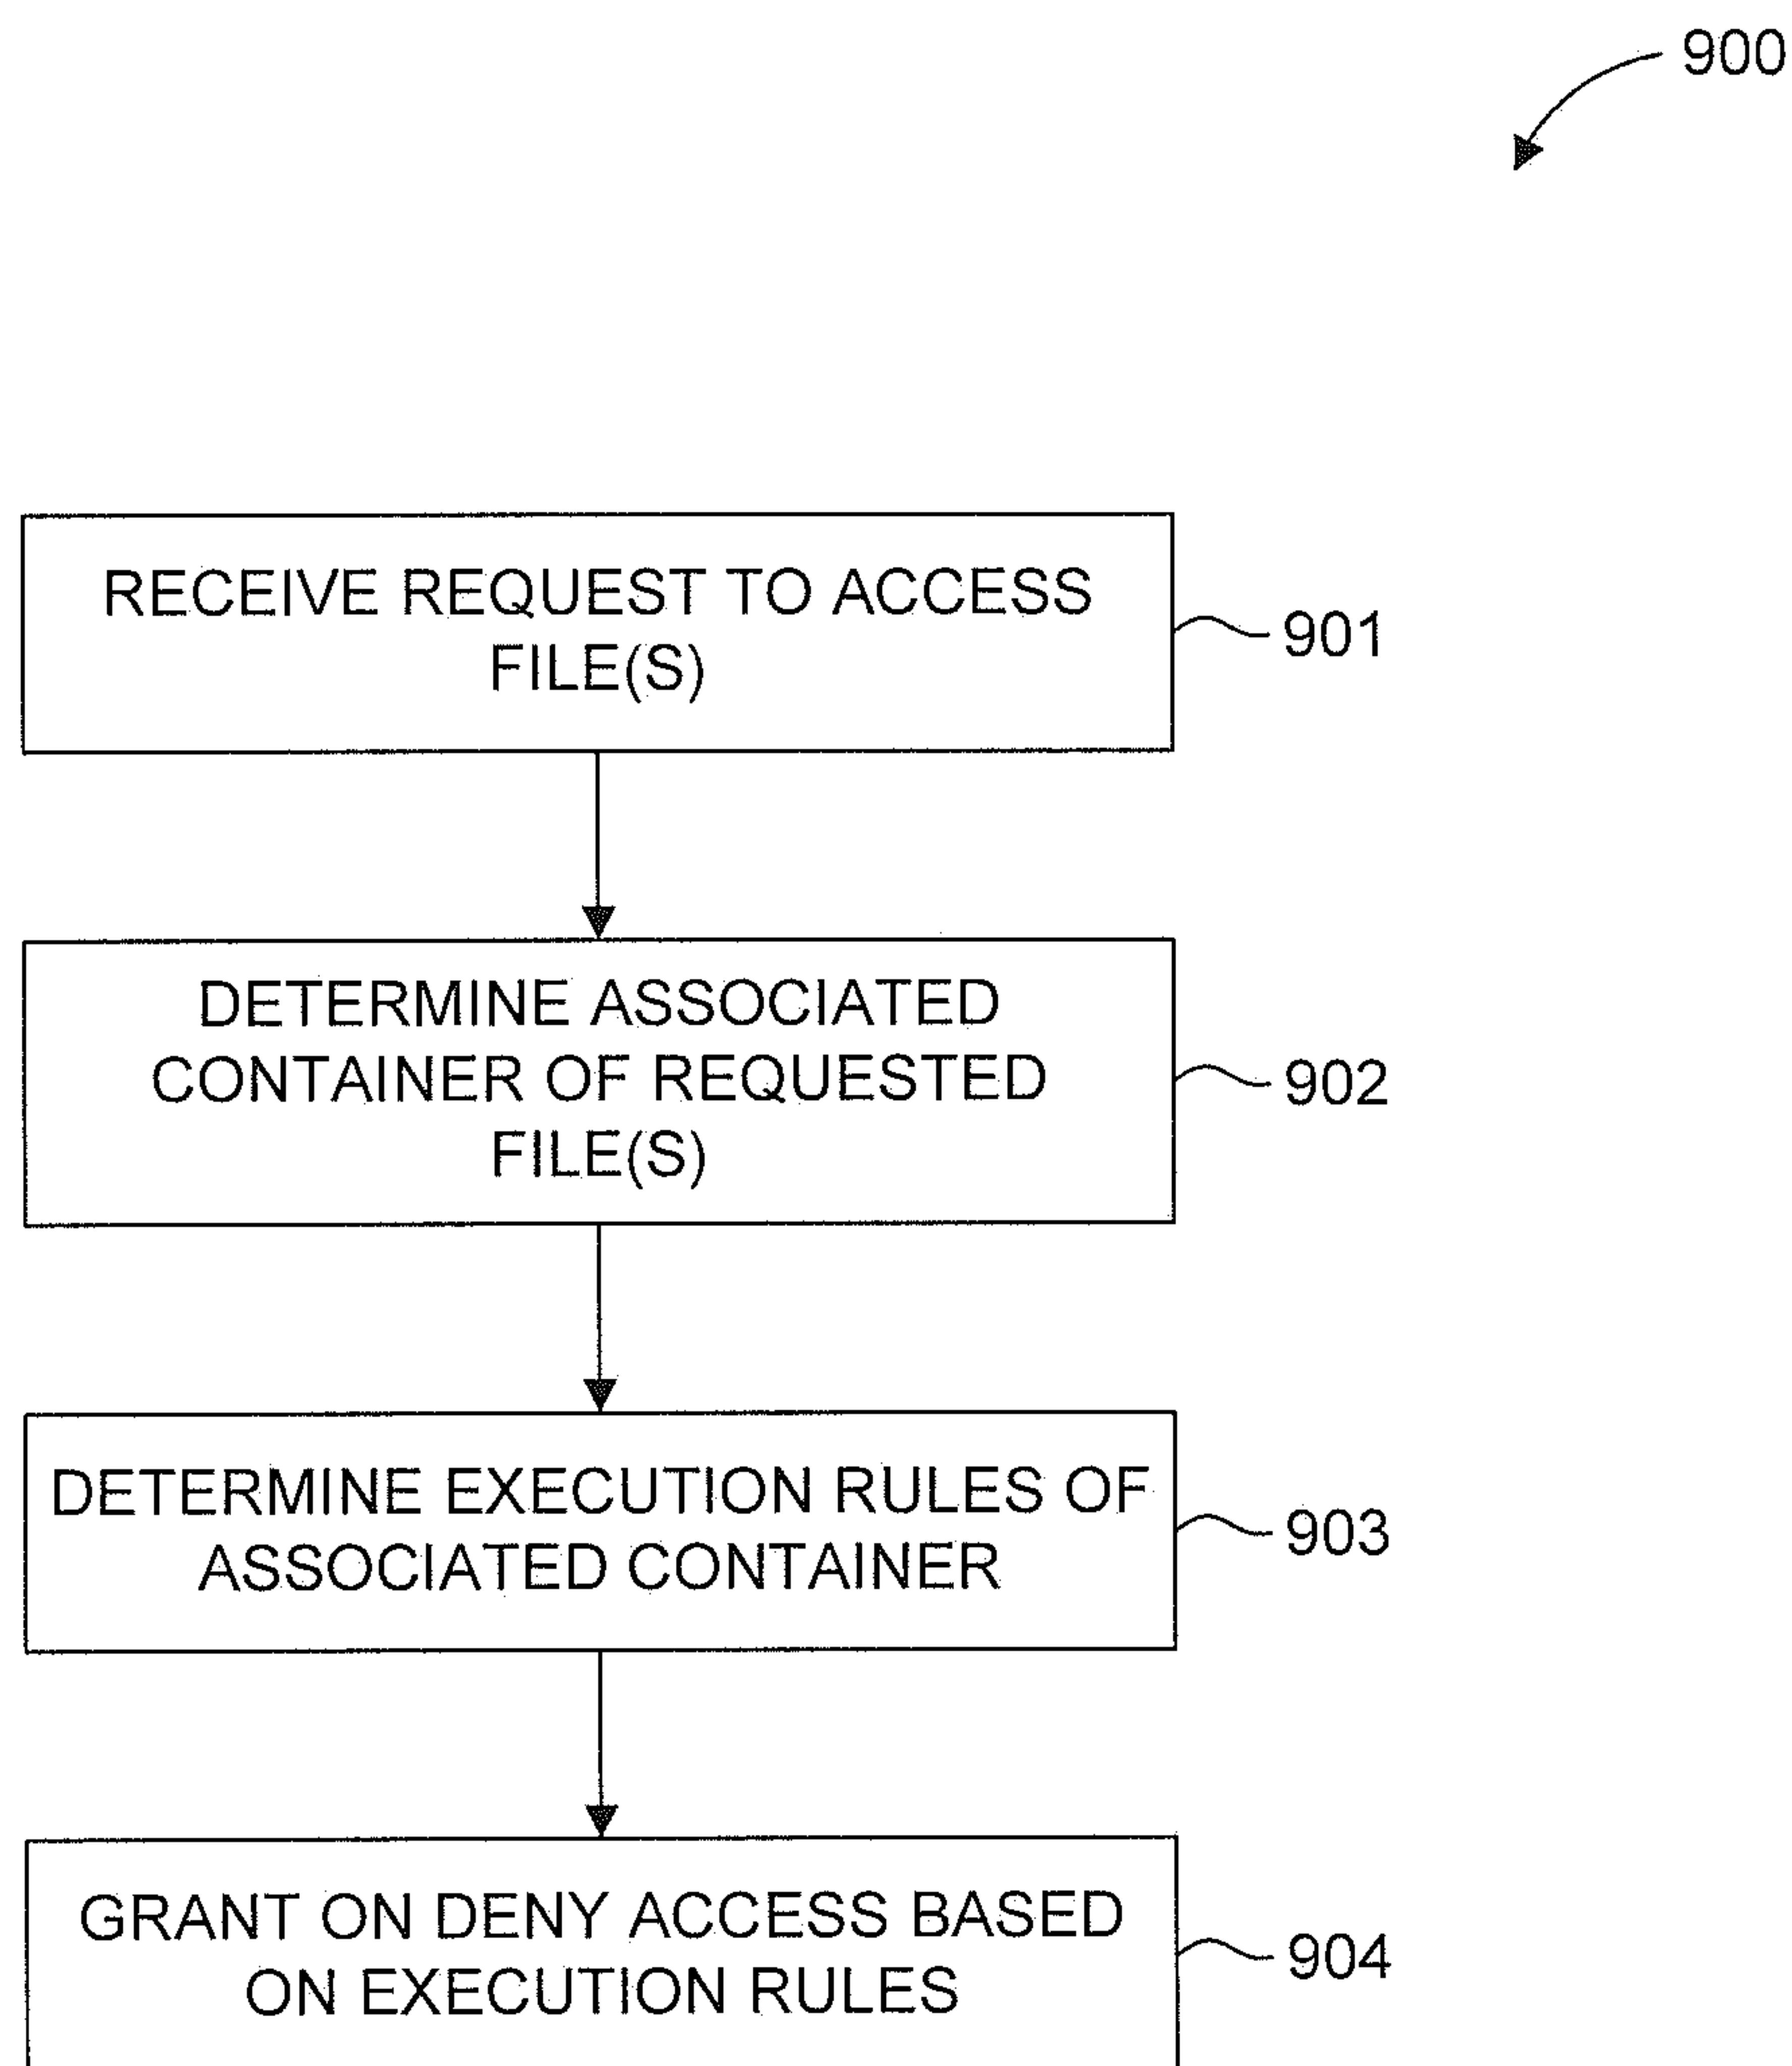 900
RECEIVE REQUEST TO ACCESS
FILE(S)
901
DETERMINE ASSOCIATED
CONTAINER OF REQUESTED
FILE(S)
902
DETERMINE EXECUTION RULES OF
ASSOCIATED CONTAINER
903
GRANT ON DENY ACCESS BASED
ON EXECUTION RULES
904